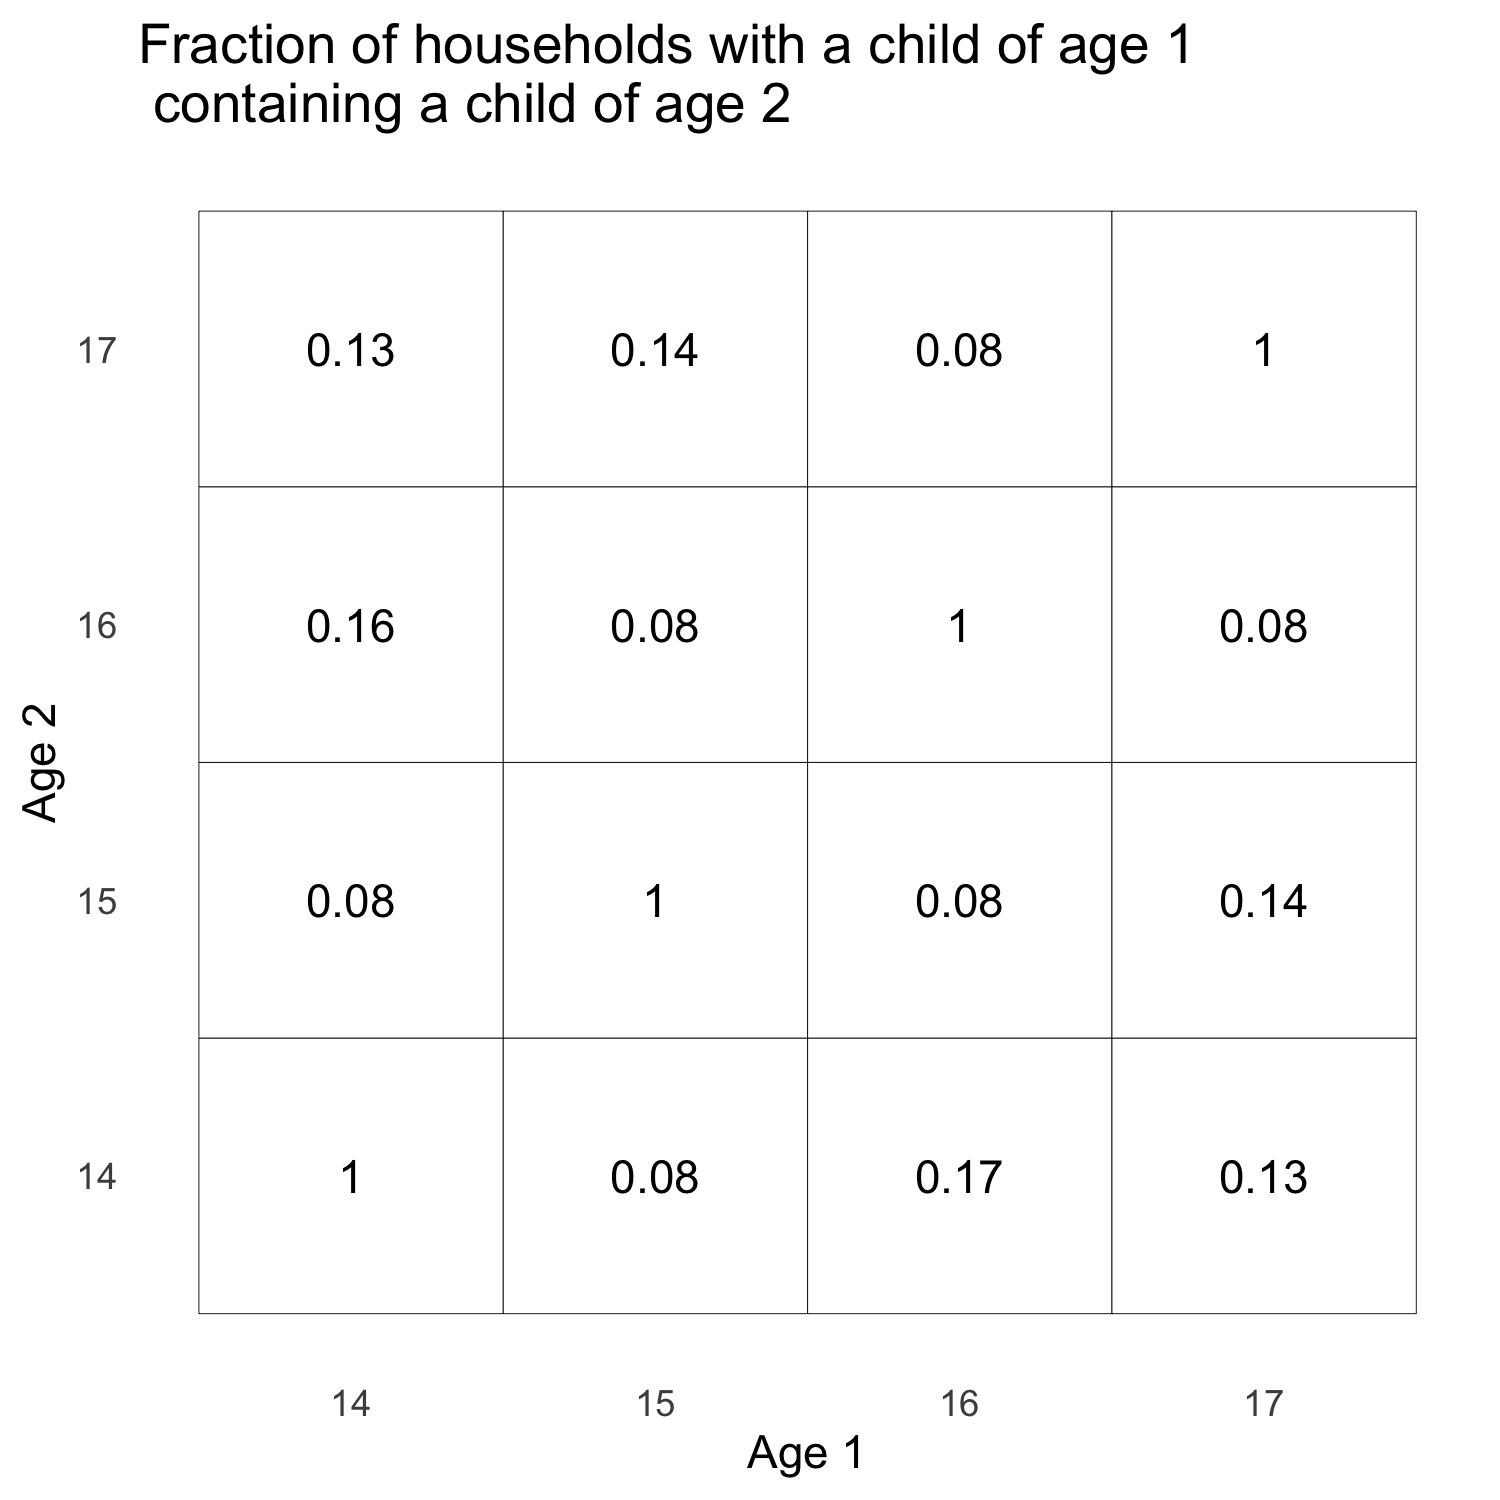 Fraction of households with a child of age 1
containing a child of age 2
17 0.13 0.14 0.08 1
16 0.16 0.08 1 0.08
Age 2
15 0.08 1 0.08 0.14
14 1 0.08 0.17 0.13
14 15 16 17
Age 1